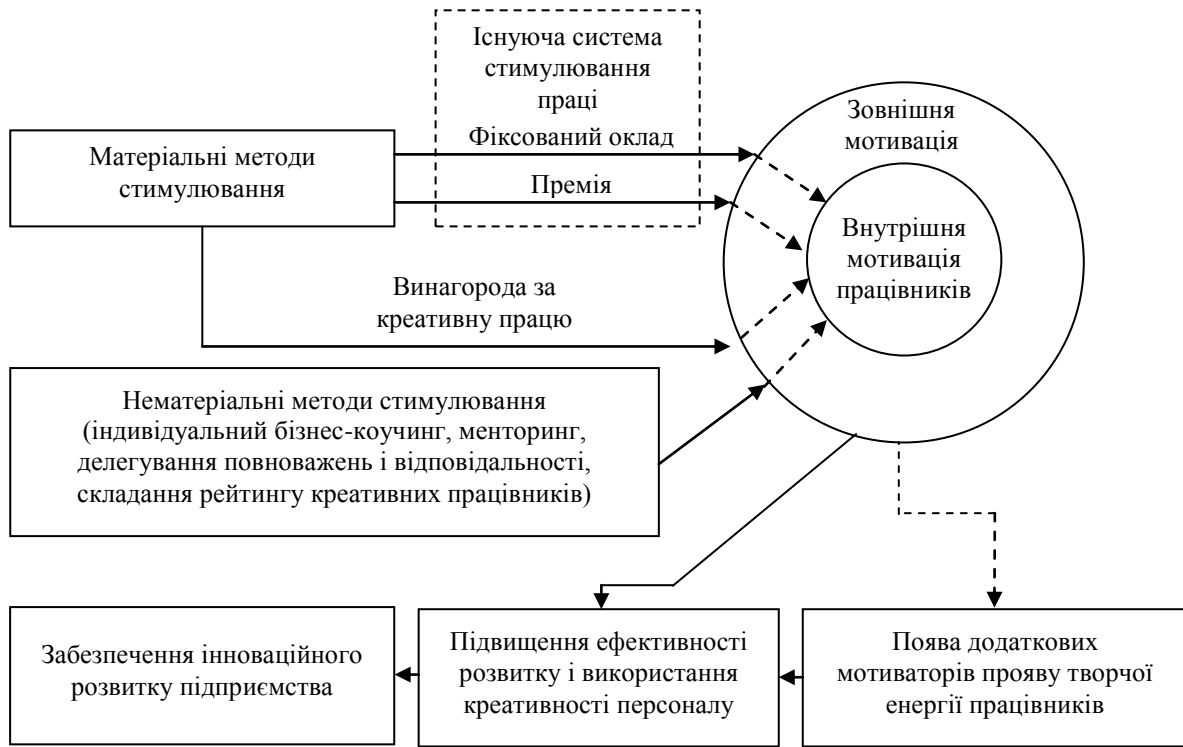 Існуюча система
стимулювання
праці
Фіксований оклад
Премія
Матеріальні методи
стимулювання
Зовнішня
мотивація
Внутрішня
мотивація
працівників
Винагорода за
креативну працю
Нематеріальні методи стимулювання
(індивідуальний бізнес-коучинг, менторинг,
делегування повноважень і відповідальності,
складання рейтингу креативних працівників)
Забезпечення інноваційного
розвитку підприємства
Підвищення ефективності
розвитку і використання
креативності персоналу
Поява додаткових
мотиваторів прояву творчої
енергії працівників